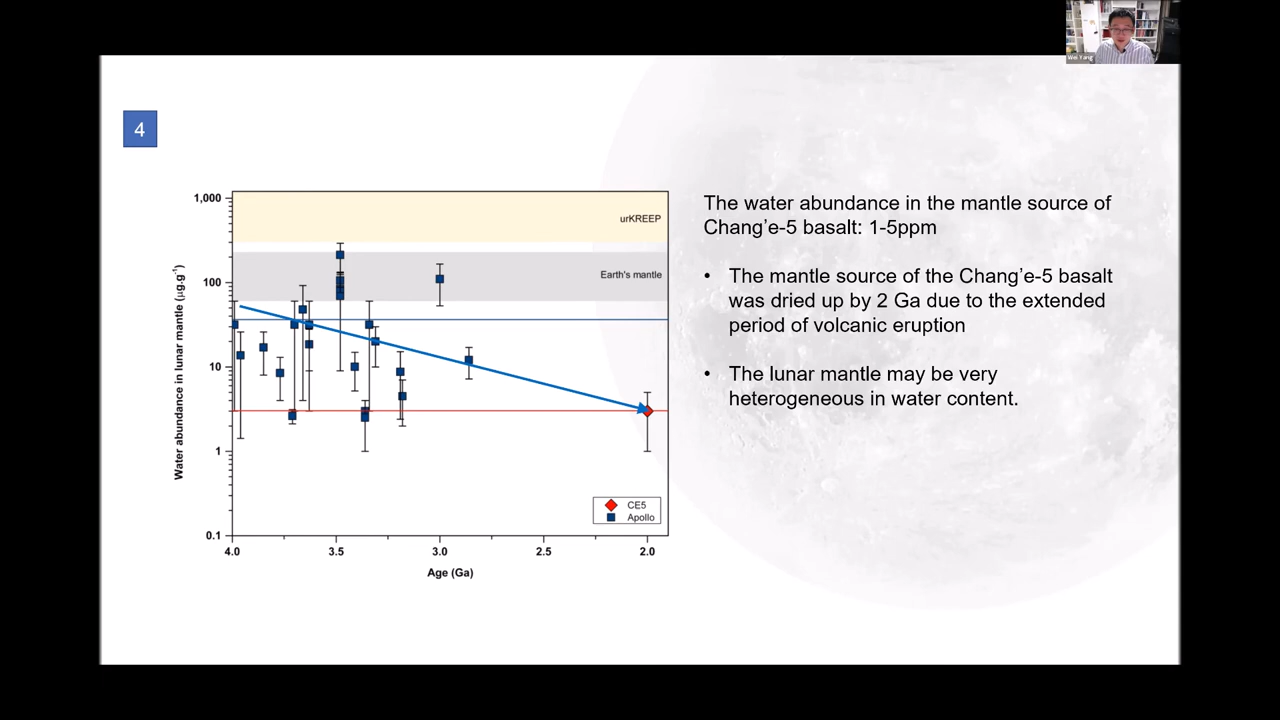 Wei Yang
4
1,000
100
10
1
0.1
Water abundance in lunar mantle (µg.g⁻¹)
urKREEP
Earth's mantle
CE5
Apollo
4.0 3.5 3.0 2.5 2.0
Age (Ga)
The water abundance in the mantle source of
Chang’e-5 basalt: 1-5ppm
• The mantle source of the Chang’e-5 basalt
was dried up by 2 Ga due to the extended
period of volcanic eruption
• The lunar mantle may be very
heterogeneous in water content.